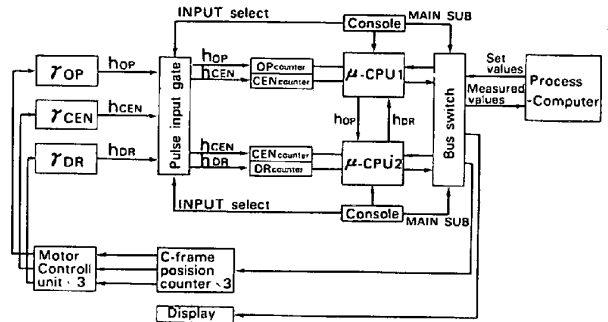 INPUT select
Console
MAIN SUB
γOP
hOP
γCEN
hCEN
γDR
hDR
Pulse input gate
hOP
hCEN
OPcounter
CENcounter
μ-CPU1
hOP
hDR
hCEN
hDR
CENcounter
DRcounter
μ-CPU2
Bus switch
Set
values
Measured
values
Process
-Computer
INPUT select
Console
MAIN SUB
Motor
Controll
unit × 3
C-frame
position
counter × 3
Display